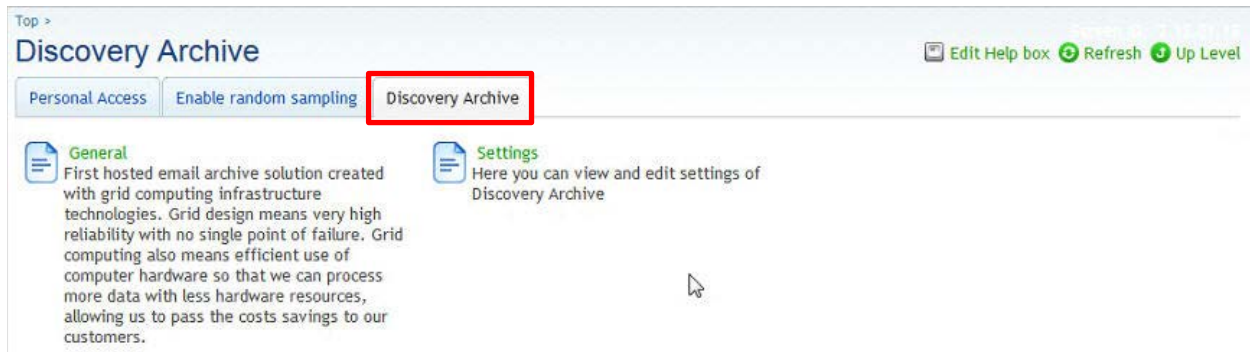 Top >
Discovery Archive
Edit Help box Refresh Up Level
Personal Access Enable random sampling Discovery Archive
General
First hosted email archive solution created
with grid computing infrastructure
technologies. Grid design means very high
reliability with no single point of failure. Grid
computing also means efficient use of
computer hardware so that we can process
more data with less hardware resources,
allowing us to pass the costs savings to our
customers.
Settings
Here you can view and edit settings of
Discovery Archive